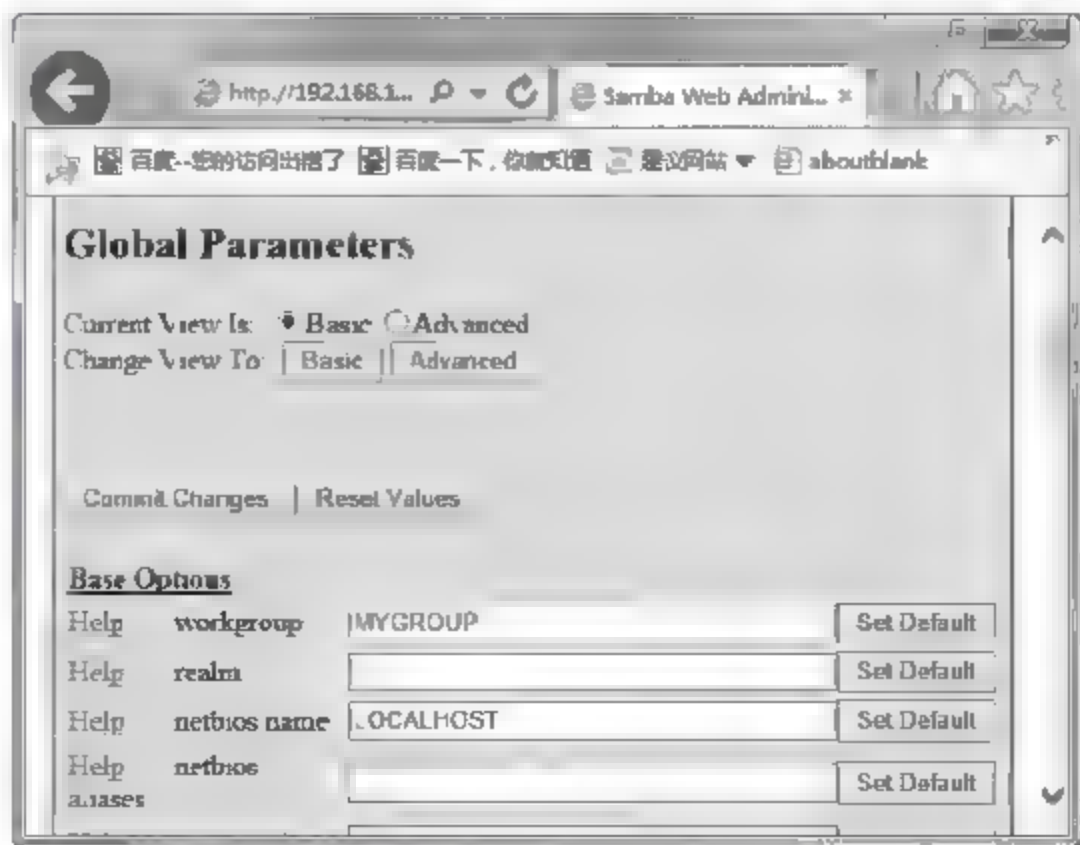 http://192.168.1... Samba Web Admini... ×
百度--您的访问出错了 百度一下，你就知道 建议网站 about:blank
Global Parameters
Current View Is: Basic Advanced
Change View To: Basic Advanced
Commit Changes Reset Values
Base Options
Help workgroup MYGROUP Set Default
Help realm Set Default
Help netbios name LOCALHOST Set Default
Help netbios aliases Set Default